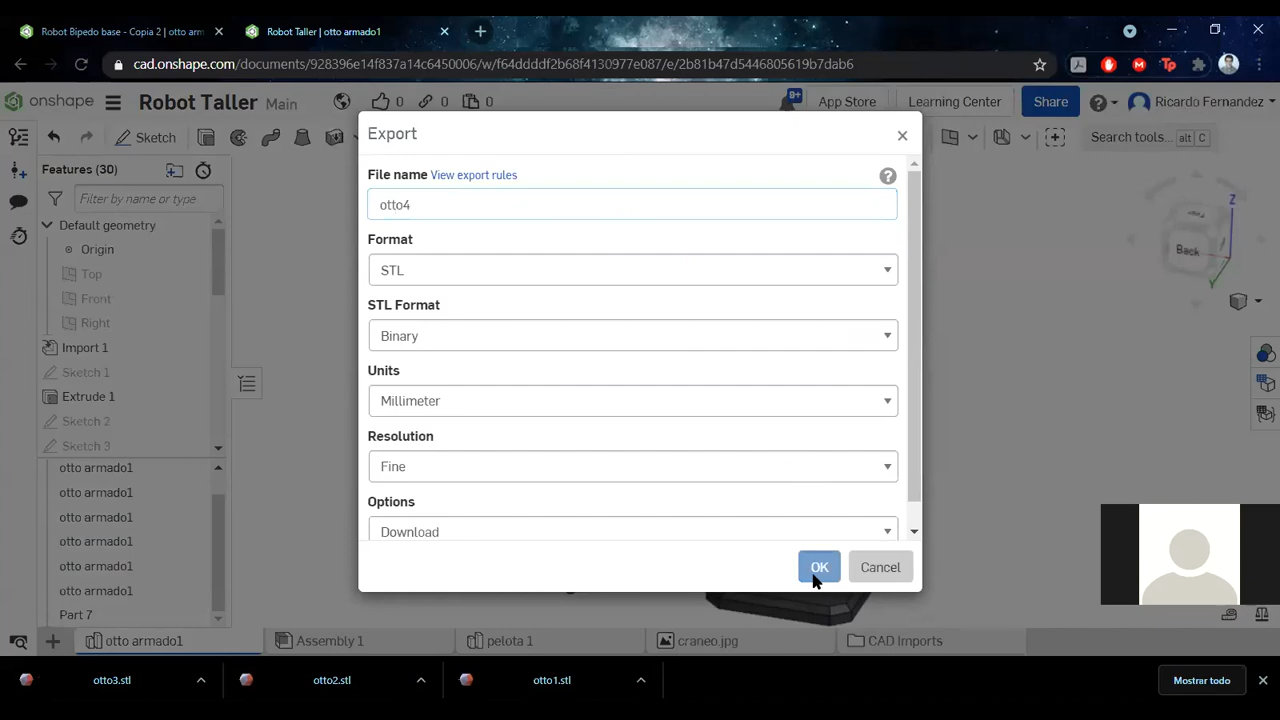 Robot Bipedo base - Copia 2 | otto arm
Robot Taller | otto armado1
cad.onshape.com/documents/928396e14f837a14c6450006/w/f64ddddf2b68f4130977e087/e/2b81b47d5446805619b7dab6
onshape
Robot Taller Main
0
0
0
9+
App Store
Learning Center
Share
Ricardo Fernandez
Sketch
Search tools...
alt C
Features (30)
Filter by name or type
Default geometry
Origin
Top
Front
Right
Import 1
Sketch 1
Extrude 1
Sketch 2
Sketch 3
otto armado1
otto armado1
otto armado1
otto armado1
otto armado1
otto armado1
Part 7
Export
File name View export rules
otto4
Format
STL
STL Format
Binary
Units
Millimeter
Resolution
Fine
Options
Download
OK
Cancel
Z
Back
Y
otto armado1
Assembly 1
pelota 1
craneo.jpg
CAD Imports
otto3.stl
otto2.stl
otto1.stl
Mostrar todo